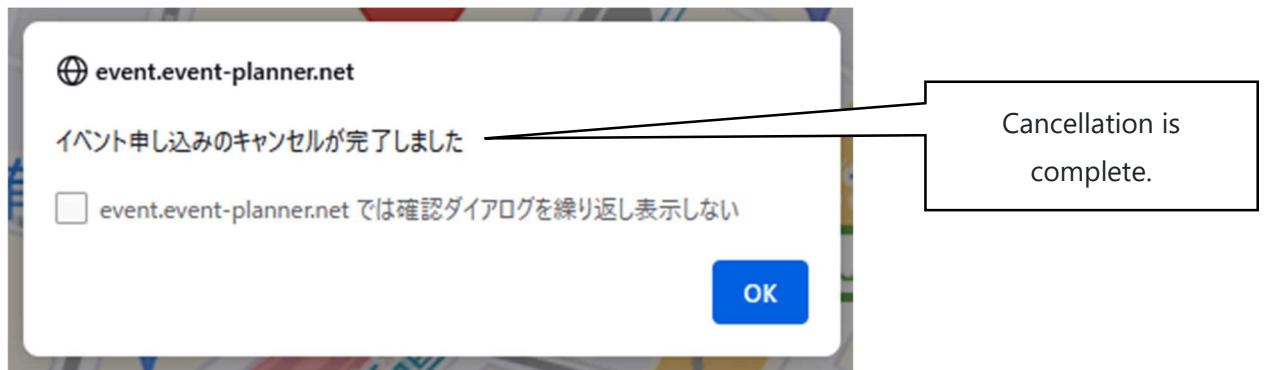 event.event-planner.net
イベント申し込みのキャンセルが完了しました
event.event-planner.net では確認ダイアログを繰り返し表示しない
OK
Cancellation is
complete.